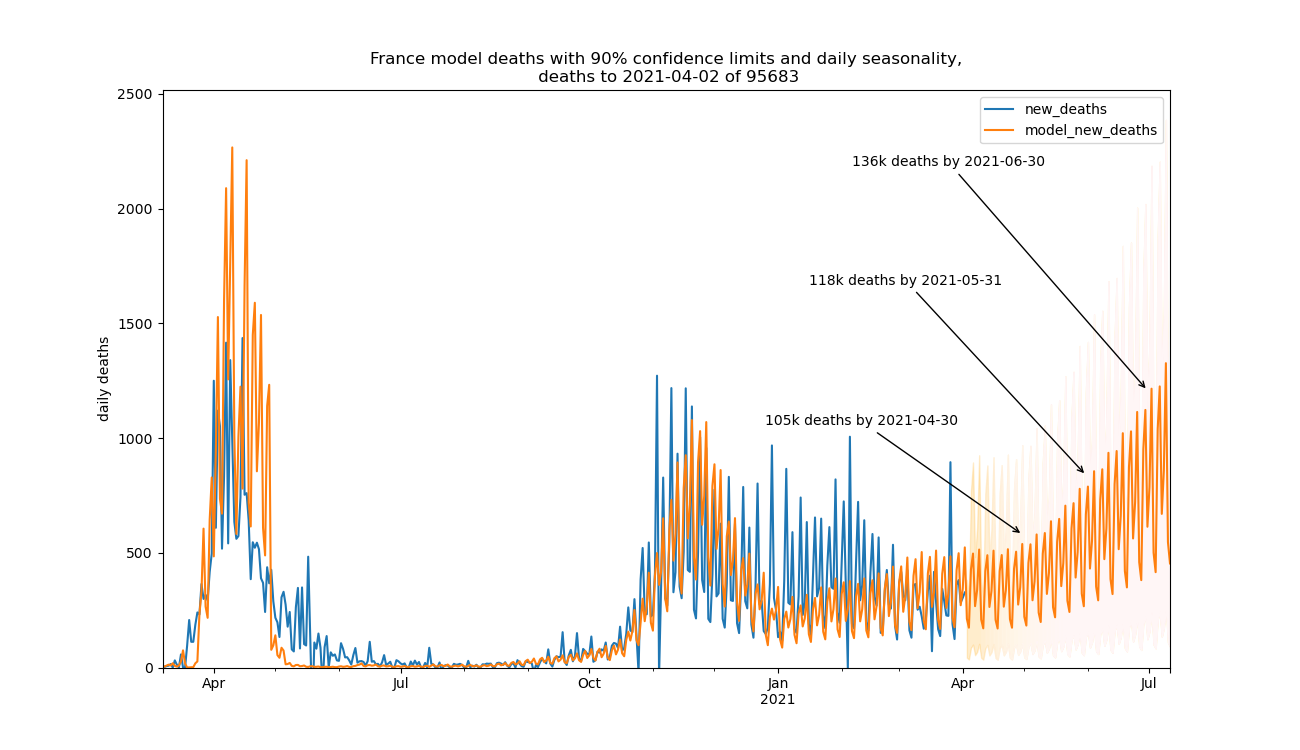 France model deaths with 90% confidence limits and daily seasonality,
deaths to 2021-04-02 of 95683
2500
2000
1500
1000
500
0
daily deaths
new_deaths
model_new_deaths
136k deaths by 2021-06-30
118k deaths by 2021-05-31
105k deaths by 2021-04-30
Apr
Jul
Oct
Jan
2021
Apr
Jul